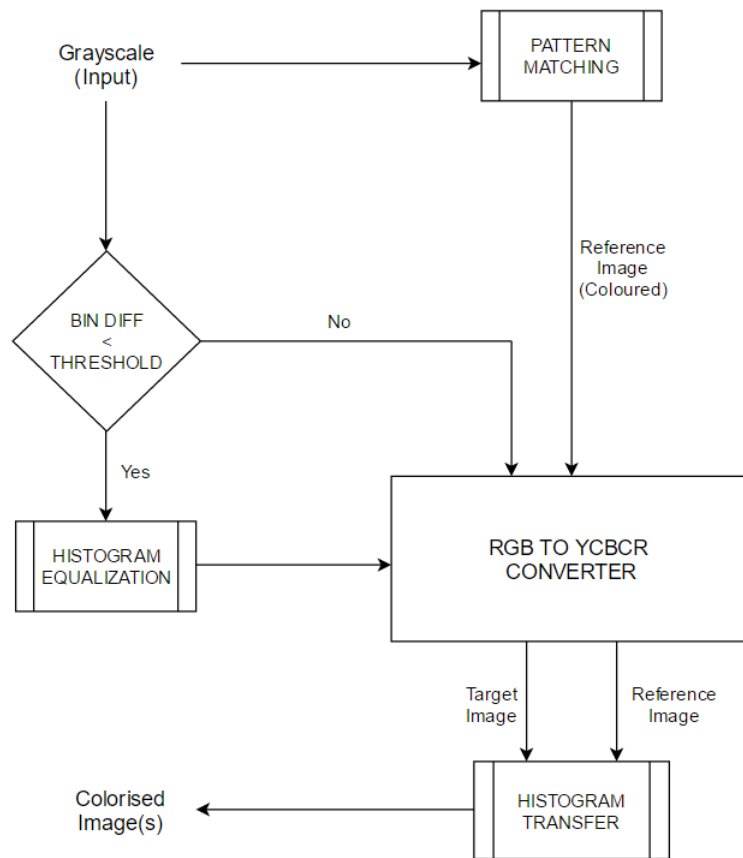 Grayscale
(Input)
PATTERN
MATCHING
Reference
Image
(Coloured)
BIN DIFF
<
THRESHOLD
No
Yes
HISTOGRAM
EQUALIZATION
RGB TO YCBCR
CONVERTER
Target
Image
Reference
Image
Colorised
Image(s)
HISTOGRAM
TRANSFER